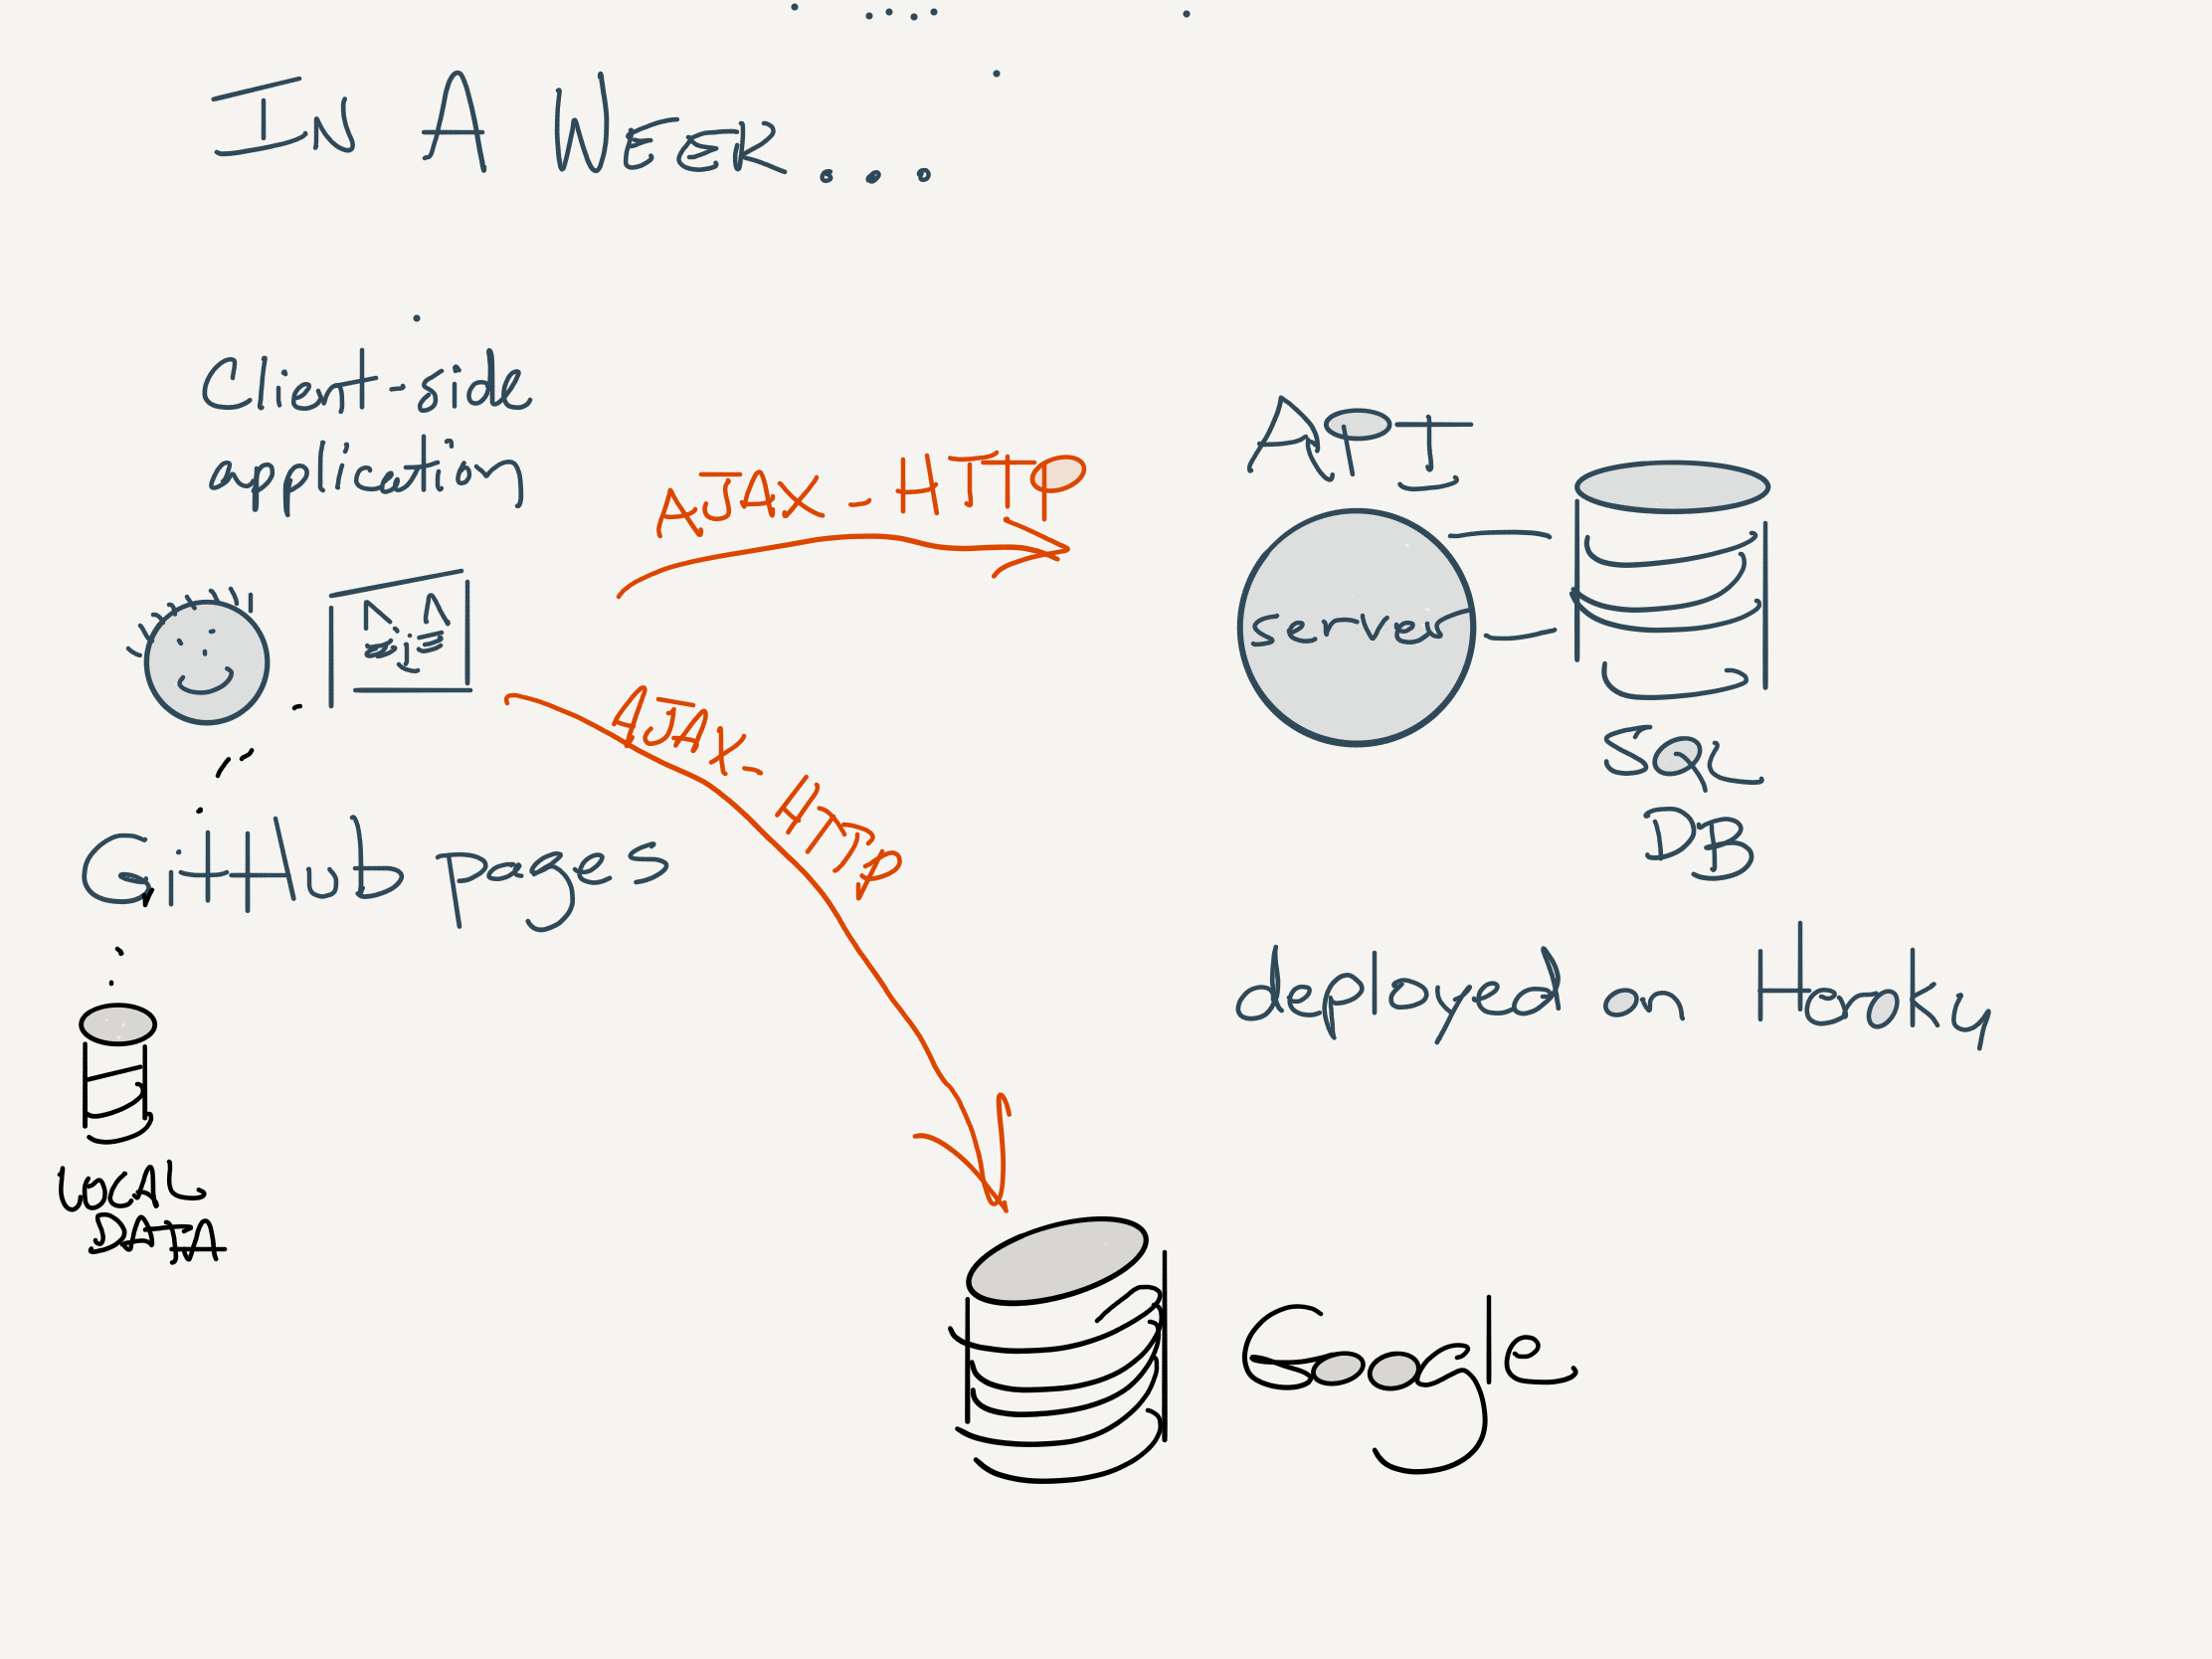 IN A WEEK...
Client-side
application
AJAX - HTTP
API
server
SQL
DB
AJAX - HTTP
GitHub pages
deployed on
LOCAL
DATA
Google